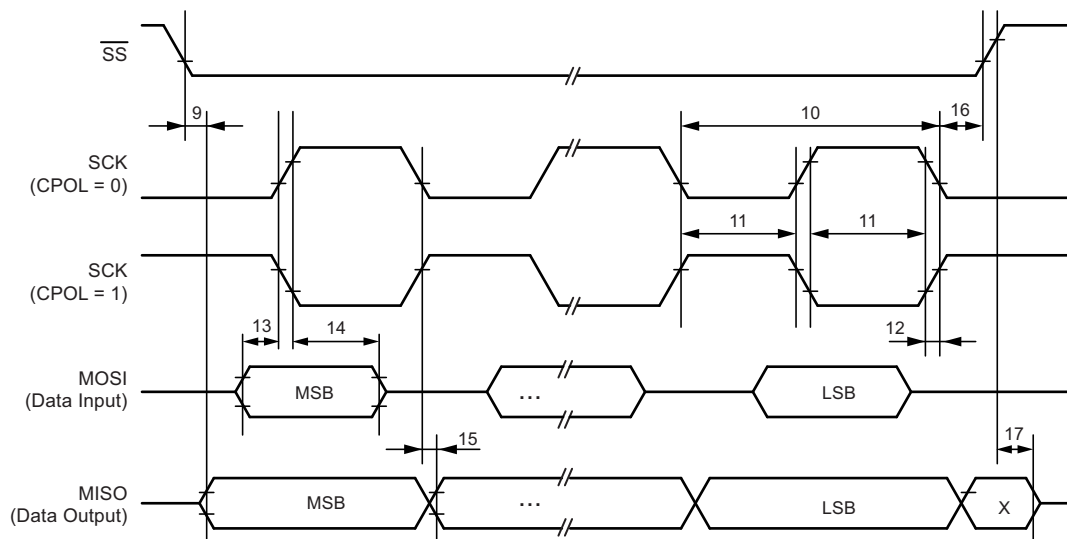 SS
9
10
16
SCK
(CPOL = 0)
11
11
SCK
(CPOL = 1)
13
14
12
MOSI
(Data Input)
MSB
...
LSB
15
17
MISO
(Data Output)
MSB
...
LSB
X